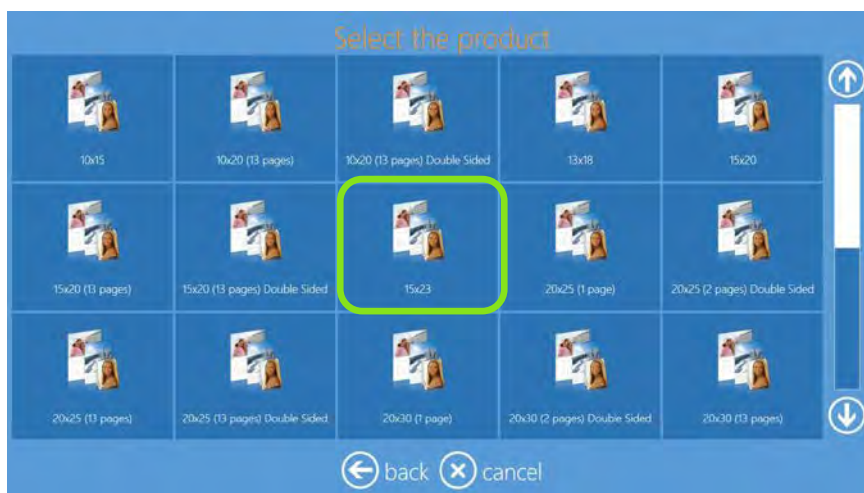 Select the product
10x15
10x20 (13 pages)
10x20 (13 pages) Double Sided
13x18
15x20
15x20 (13 pages)
15x20 (13 pages) Double Sided
15x23
20x25 (1 page)
20x25 (2 pages) Double Sided
20x25 (13 pages)
20x25 (13 pages) Double Sided
20x30 (1 page)
20x30 (2 pages) Double Sided
20x30 (13 pages)
back
cancel